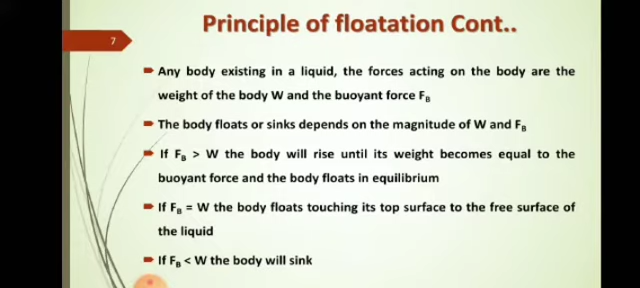 Principle of floatation Cont..
7
Any body existing in a liquid, the forces acting on the body are the
weight of the body W and the buoyant force FB
The body floats or sinks depends on the magnitude of W and FB
If FB > W the body will rise until its weight becomes equal to the
buoyant force and the body floats in equilibrium
If FB = W the body floats touching its top surface to the free surface of
the liquid
If FB < W the body will sink